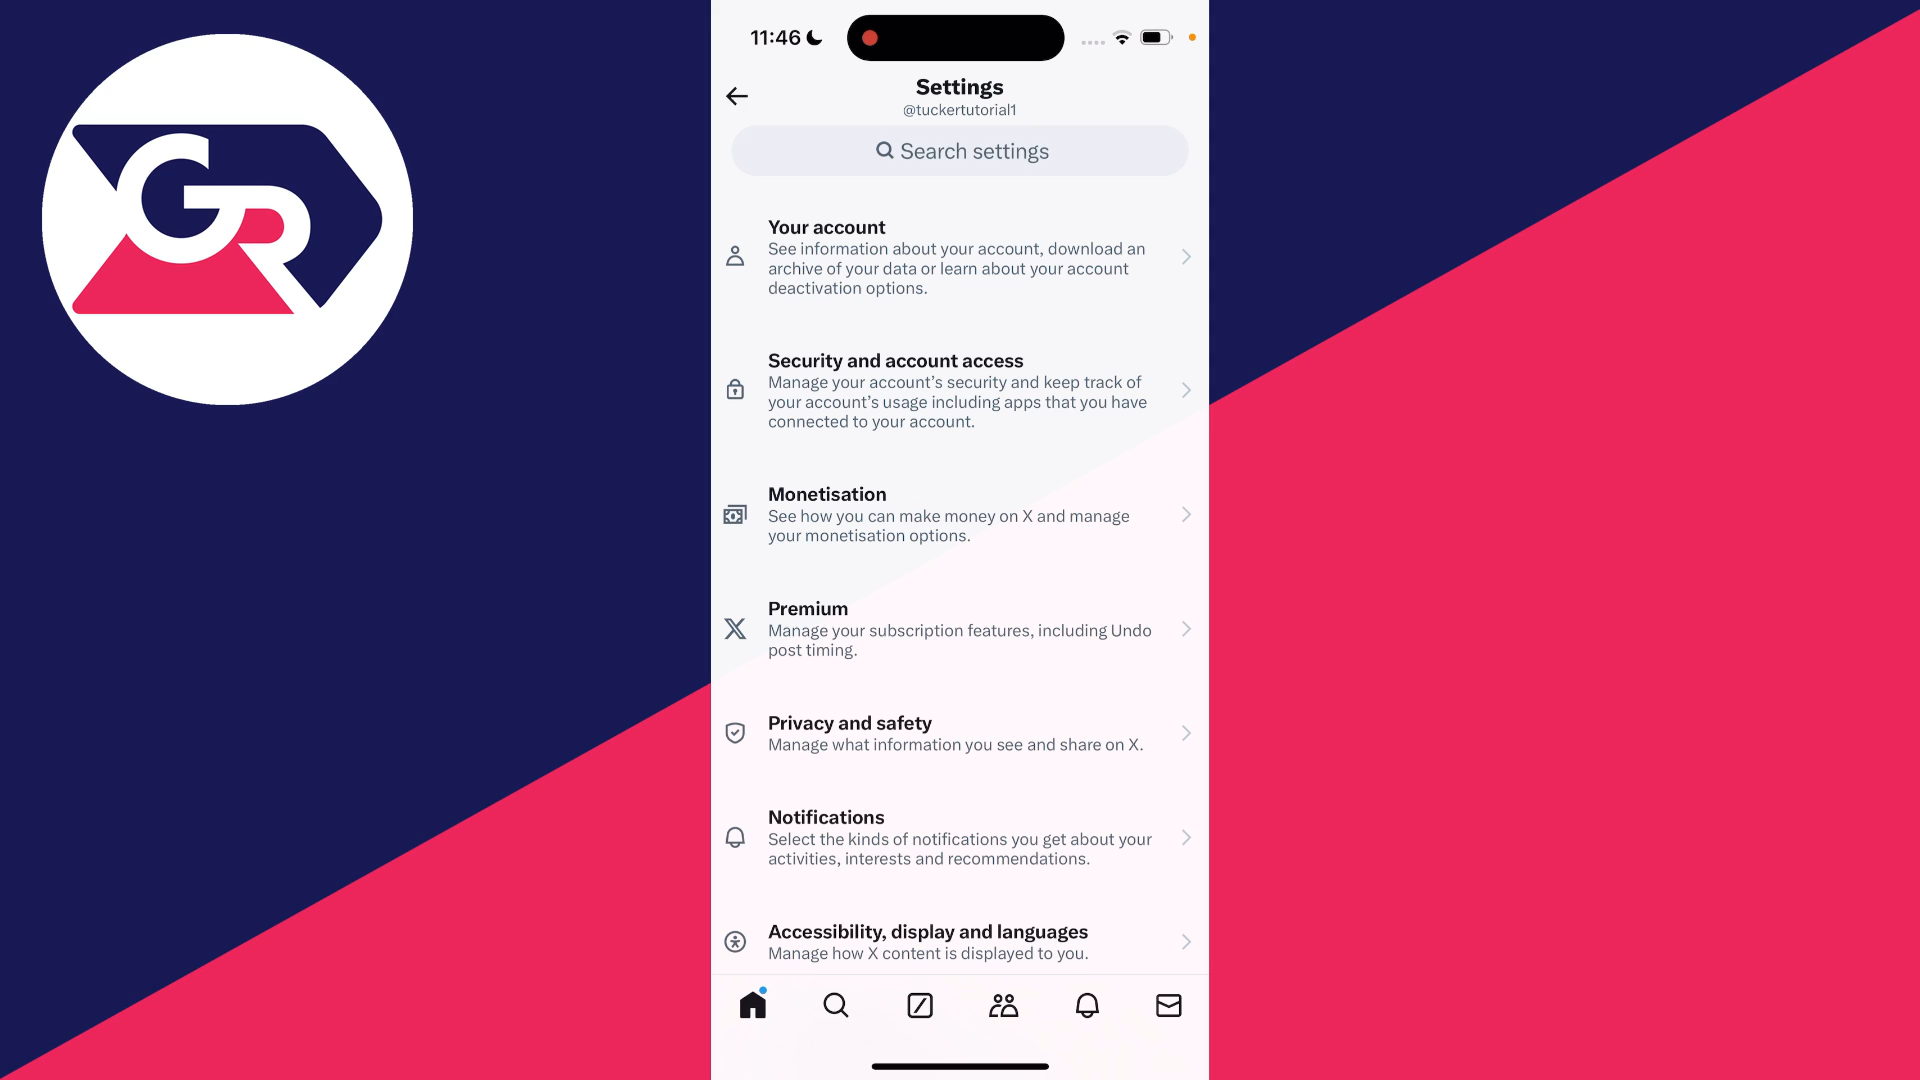 GR
11:46
Settings
@tuckertutorial1
Search settings
Your account
See information about your account, download an
archive of your data or learn about your account
deactivation options.
Security and account access
Manage your account’s security and keep track of
your account’s usage including apps that you have
connected to your account.
Monetisation
See how you can make money on X and manage
your monetisation options.
Premium
Manage your subscription features, including Undo
post timing.
Privacy and safety
Manage what information you see and share on X.
Notifications
Select the kinds of notifications you get about your
activities, interests and recommendations.
Accessibility, display and languages
Manage how X content is displayed to you.